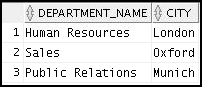 DEPARTMENT_NAME CITY
1 Human Resources London
2 Sales Oxford
3 Public Relations Munich